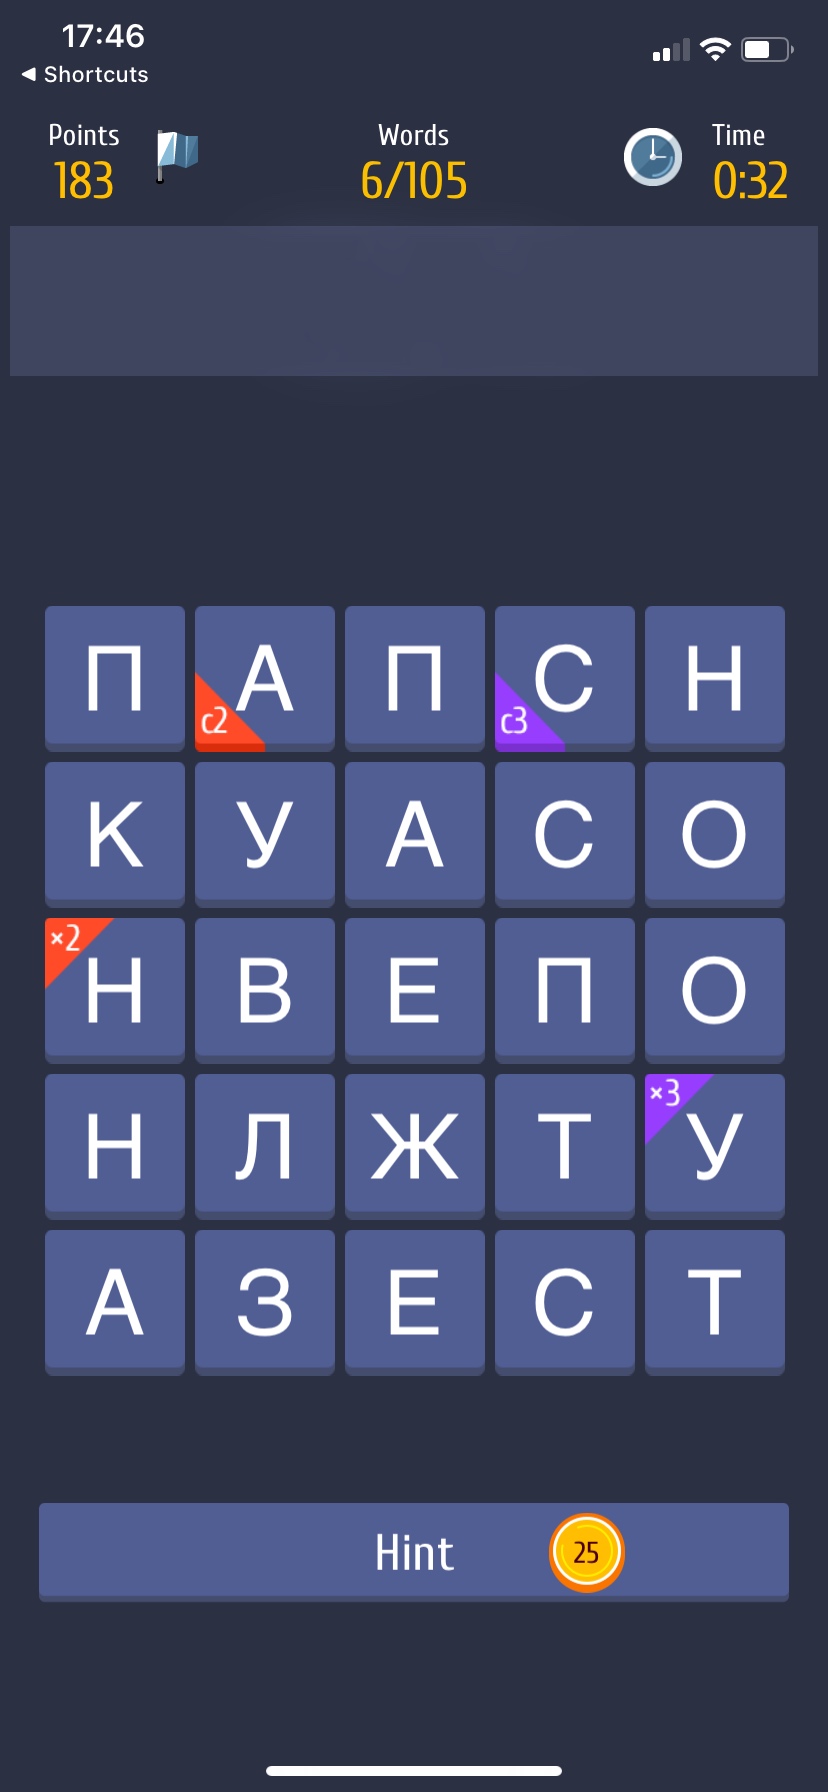 17:46
◀ Shortcuts
Points Words Time
183 6/105 0:32
П А П С Н
c2 c3
К У А С О
×2
Н В Е П О
×3
Н Л Ж Т У
А З Е С Т
Hint 25